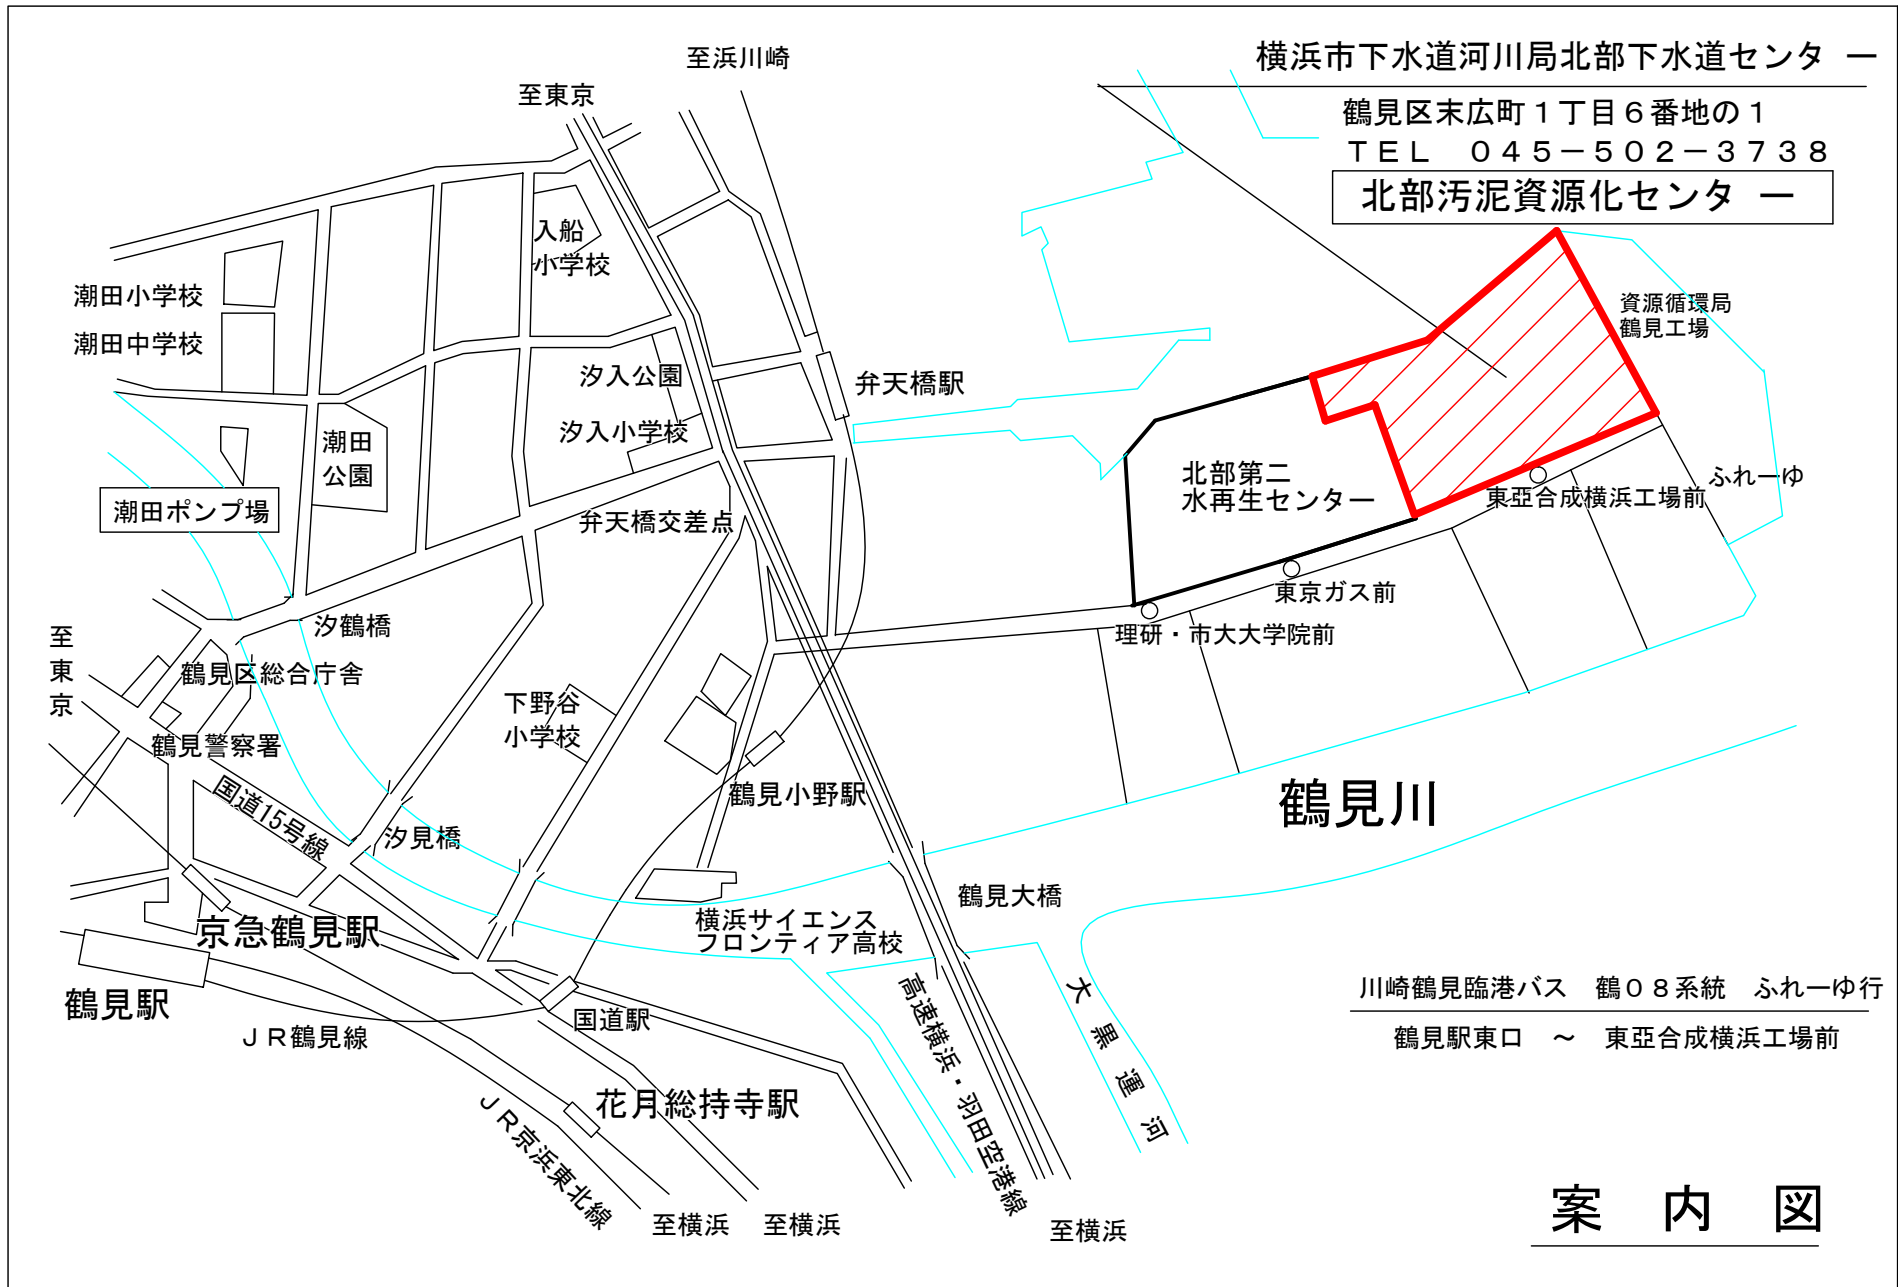 至浜川崎
至東京
横浜市下水道河川局北部下水道センター
鶴見区末広町１丁目６番地の１
ＴＥＬ　０４５－５０２－３７３８
北部汚泥資源化センター
入船
小学校
潮田小学校
潮田中学校
資源循環局
鶴見工場
汐入公園
弁天橋駅
汐入小学校
潮田
公園
北部第二
水再生センター
ふれーゆ
東亞合成横浜工場前
潮田ポンプ場
弁天橋交差点
東京ガス前
理研・市大大学院前
汐鶴橋
至東京
鶴見区総合庁舎
下野谷
小学校
鶴見警察署
国道15号線
鶴見小野駅
鶴見川
汐見橋
鶴見大橋
横浜サイエンス
フロンティア高校
京急鶴見駅
鶴見駅
ＪＲ鶴見線
国道駅
高速横浜・羽田空港線
大黒運河
川崎鶴見臨港バス　鶴０８系統　ふれーゆ行
鶴見駅東口　～　東亞合成横浜工場前
花月総持寺駅
ＪＲ京浜東北線
至横浜
至横浜
至横浜
案　内　図